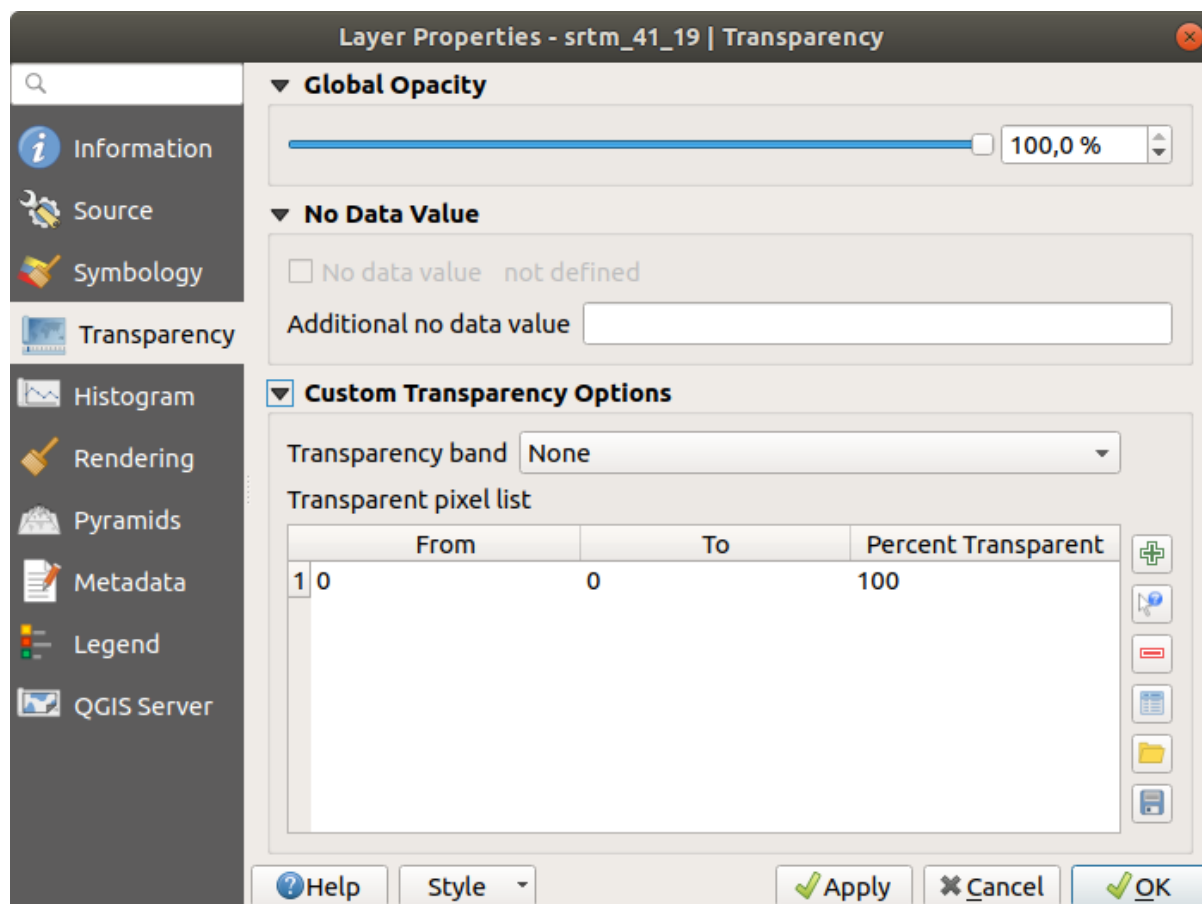 Layer Properties - srtm_41_19 | Transparency
Information
Source
Symbology
Transparency
Histogram
Rendering
Pyramids
Metadata
Legend
QGIS Server
Global Opacity
100,0 %
No Data Value
No data value not defined
Additional no data value
Custom Transparency Options
Transparency band None
Transparent pixel list
From To Percent Transparent
1 0 0 100
Help Style Apply Cancel OK